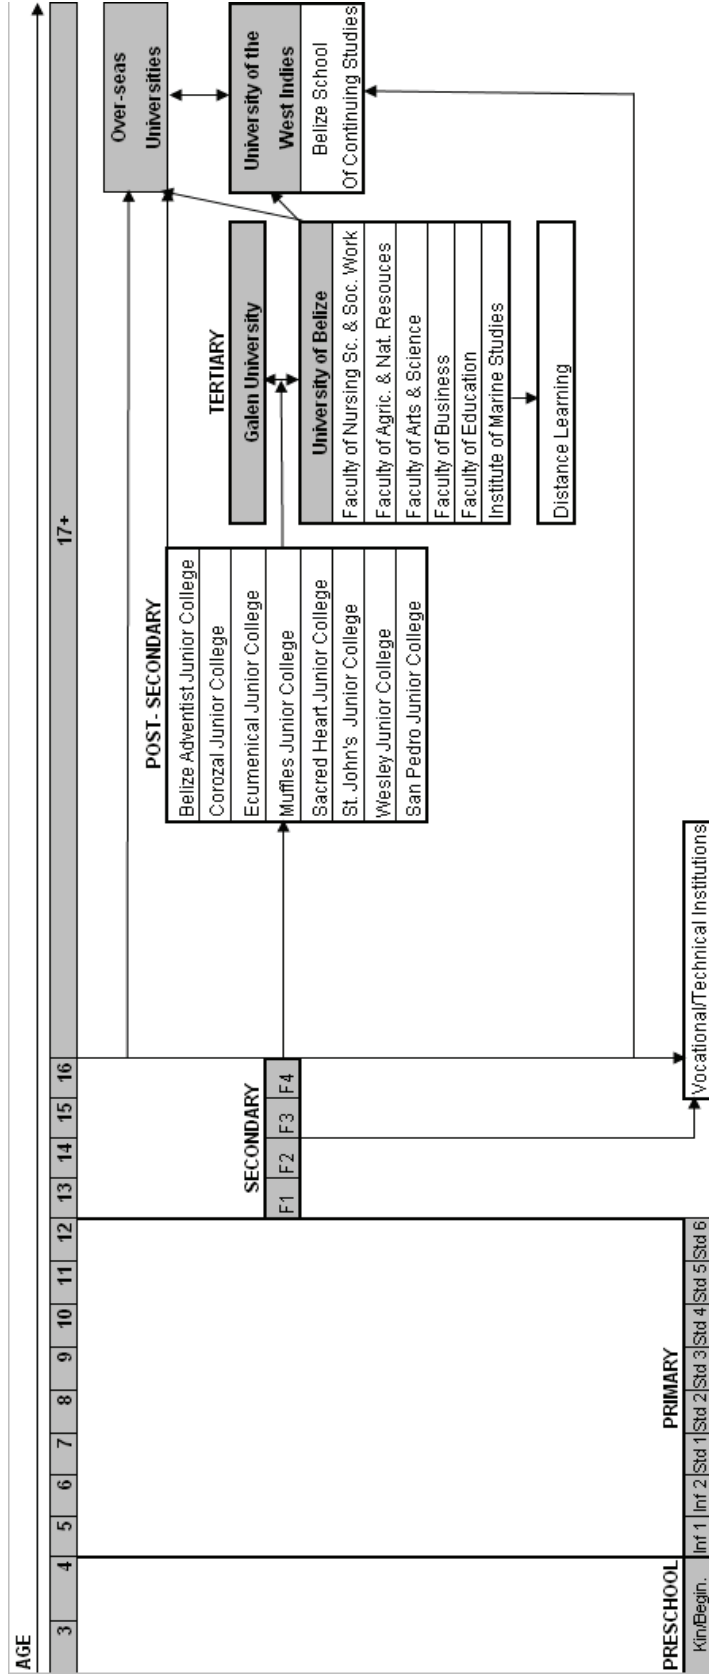 AGE
3 4 5 6 7 8 9 10 11 12 13 14 15 16 17+
Over-seas
Universities
University of the
West Indies
Belize School
Of Continuing Studies
TERTIARY
Galen University
University of Belize
Faculty of Nursing Sc. & Soc. Work
Faculty of Agric. & Nat. Resouces
Faculty of Arts & Science
Faculty of Business
Faculty of Education
Institute of Marine Studies
Distance Learning
POST- SECONDARY
Belize Adventist Junior College
Corozal Junior College
Ecumenical Junior College
Muffles Junior College
Sacred Heart Junior College
St. John's Junior College
Wesley Junior College
San Pedro Junior College
SECONDARY
F1 F2 F3 F4
Vocational/Technical Institutions
PRESCHOOL
Kin/Begin.
PRIMARY
Inf 1 Inf 2 Std 1 Std 2 Std 3 Std 4 Std 5 Std 6